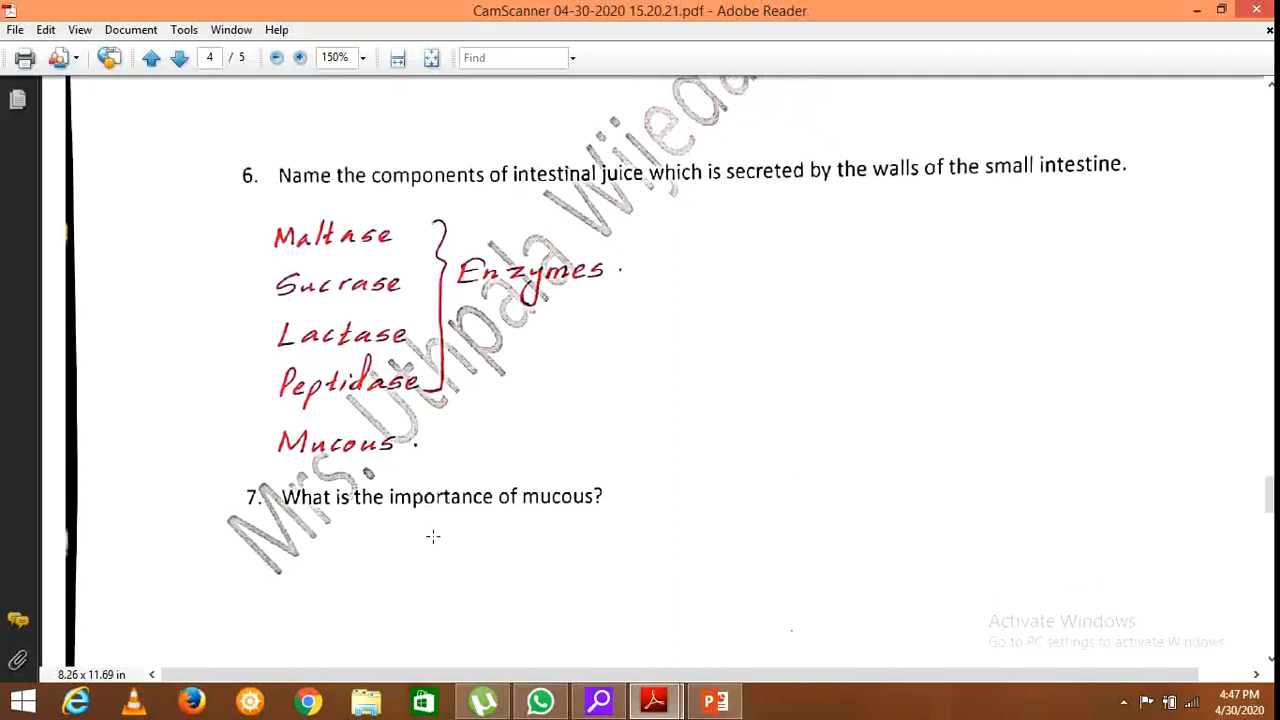 CamScanner 04-30-2020 15.20.21.pdf - Adobe Reader
File Edit View Document Tools Window Help
4 / 5 150% Find
6. Name the components of intestinal juice which is secreted by the walls of the small intestine.
Maltase
Sucrase
Enzymes.
Lactase
Peptidase
Mucous.
7. What is the importance of mucous?
Mrs. Uthpala Wijeda
Activate Windows
Go to PC settings to activate Windows
8.26 x 11.69 in
4:47 PM
4/30/2020